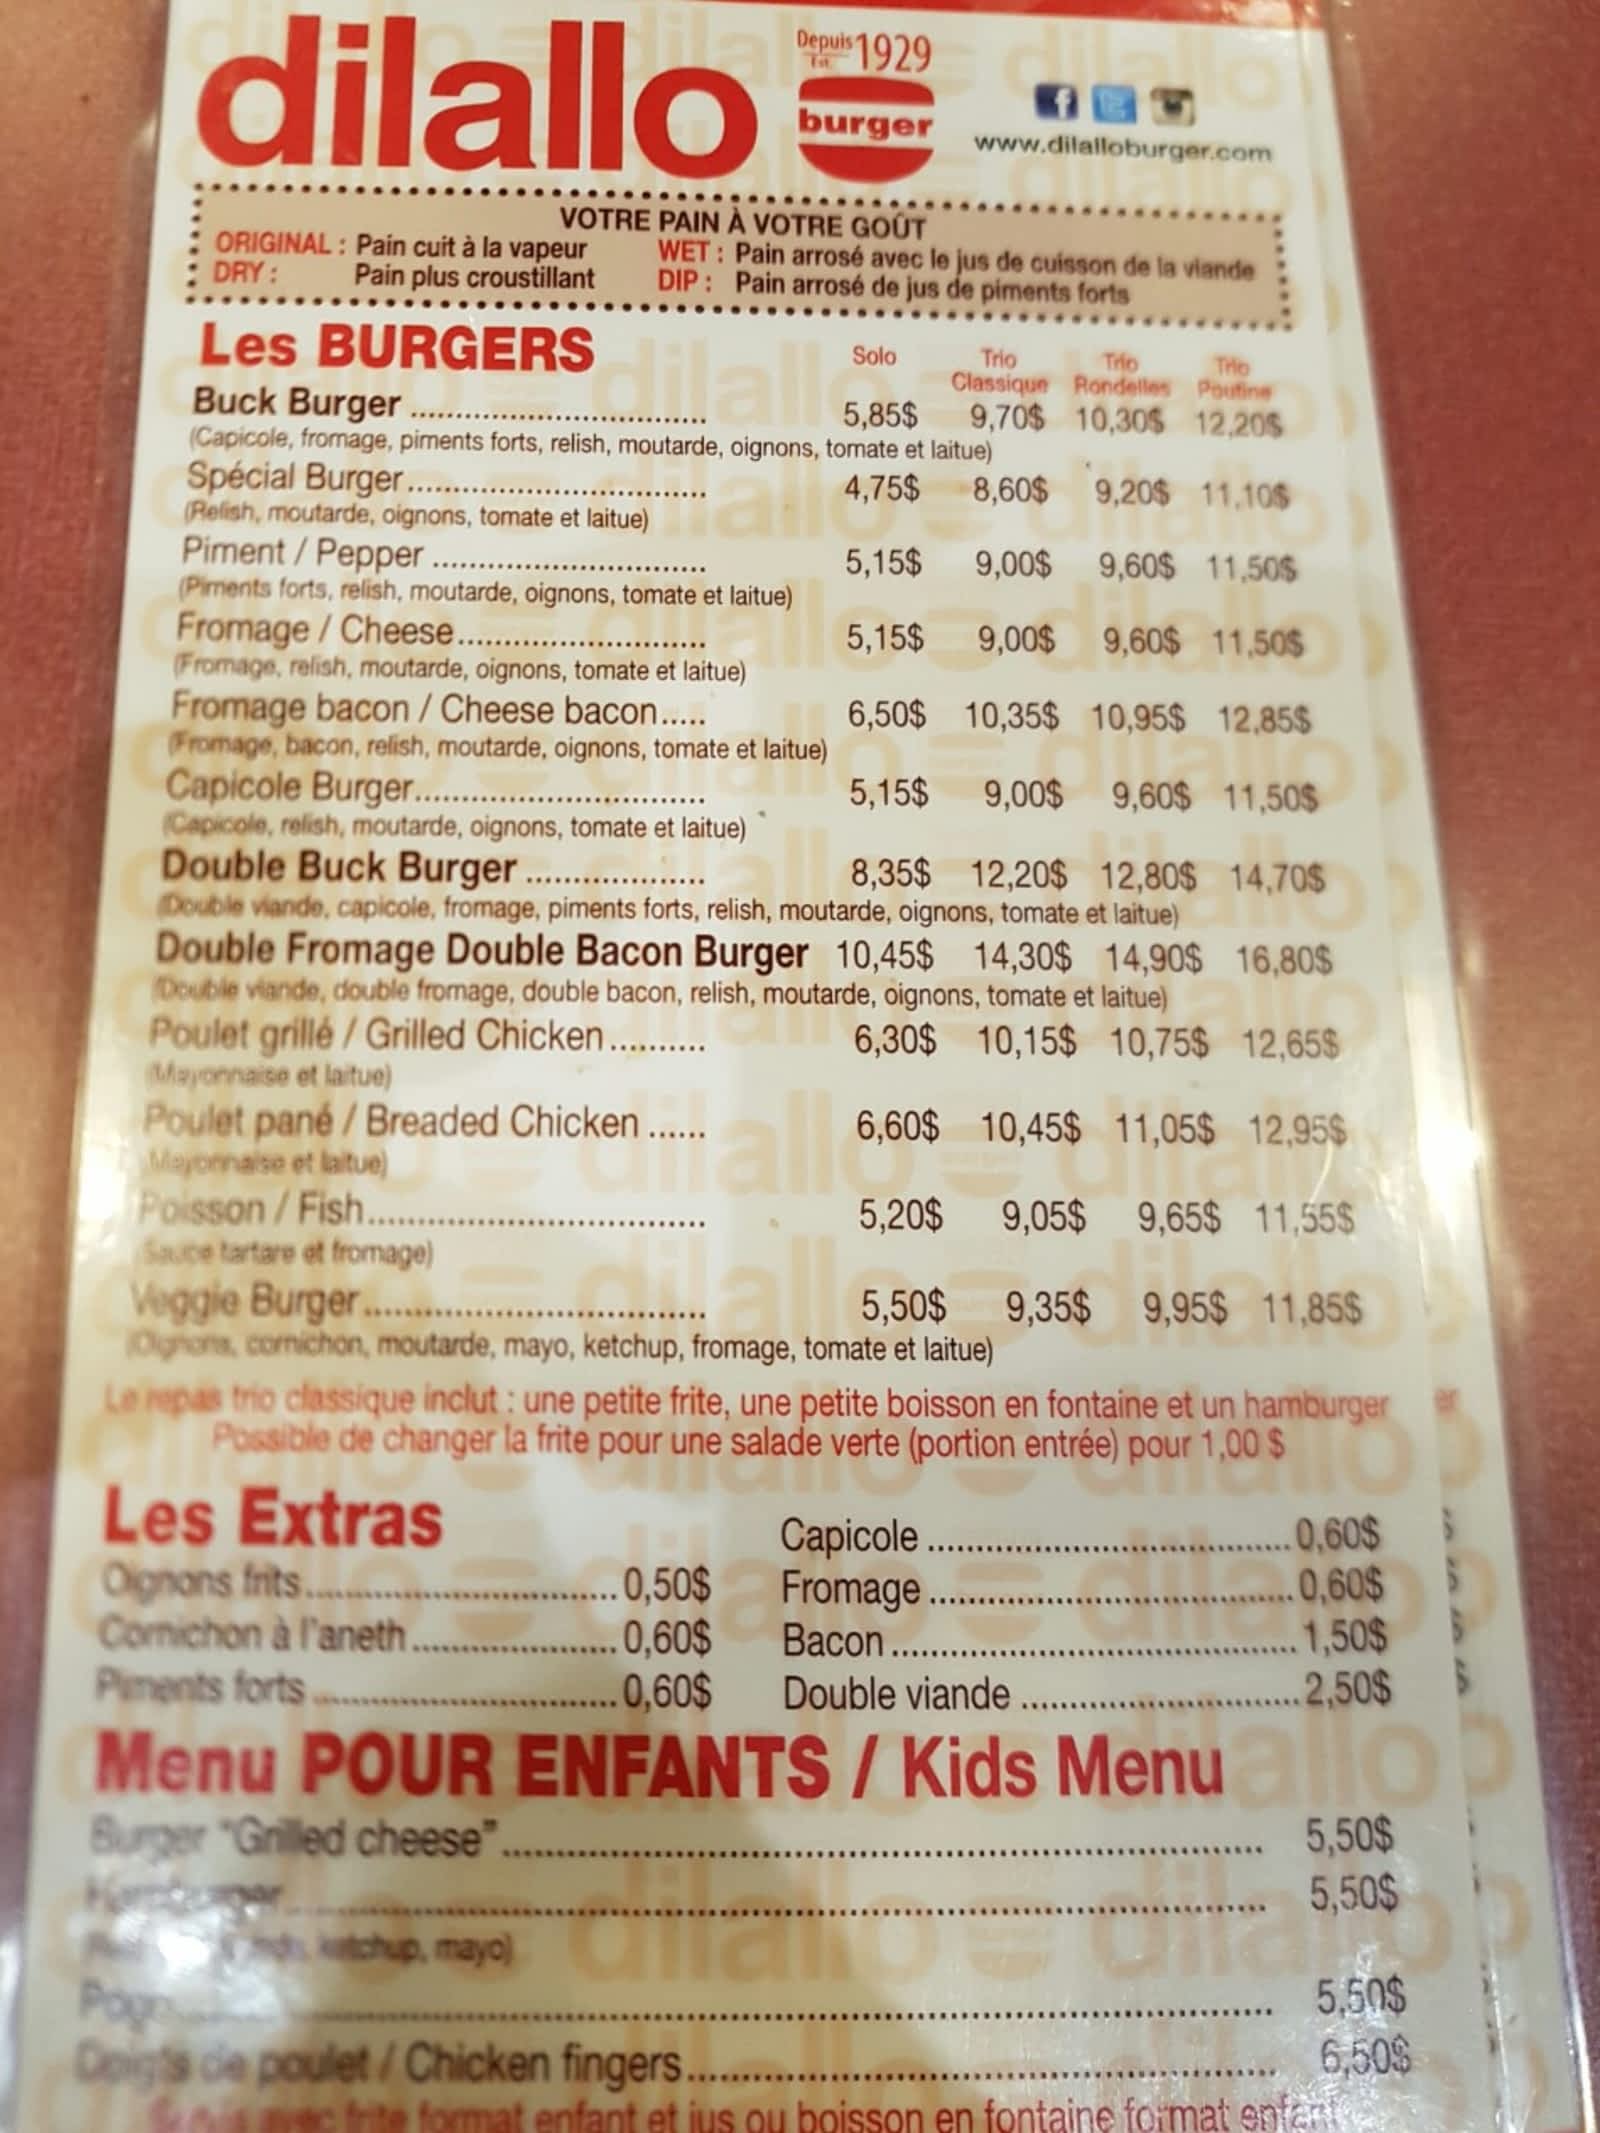 dilallo
Depuis 1929
Est.
burger
www.dilalloburger.com
VOTRE PAIN À VOTRE GOÛT
ORIGINAL : Pain cuit à la vapeur WET : Pain arrosé avec le jus de cuisson de la viande
DRY : Pain plus croustillant DIP : Pain arrosé de jus de piments forts
Les BURGERS Solo Trio Classique Trio Rondelles Trio Poutine
Buck Burger .............................. 5,85$ 9,70$ 10,30$ 12,20$
(Capicole, fromage, piments forts, relish, moutarde, oignons, tomate et laitue)
Spécial Burger.............................. 4,75$ 8,60$ 9,20$ 11,10$
(Relish, moutarde, oignons, tomate et laitue)
Piment / Pepper ............................ 5,15$ 9,00$ 9,60$ 11,50$
(Piments forts, relish, moutarde, oignons, tomate et laitue)
Fromage / Cheese......................... 5,15$ 9,00$ 9,60$ 11,50$
(Fromage, relish, moutarde, oignons, tomate et laitue)
Fromage bacon / Cheese bacon..... 6,50$ 10,35$ 10,95$ 12,85$
(Fromage, bacon, relish, moutarde, oignons, tomate et laitue)
Capicole Burger............................. 5,15$ 9,00$ 9,60$ 11,50$
(Capicole, relish, moutarde, oignons, tomate et laitue)
Double Buck Burger .................. 8,35$ 12,20$ 12,80$ 14,70$
(Double viande, capicole, fromage, piments forts, relish, moutarde, oignons, tomate et laitue)
Double Fromage Double Bacon Burger 10,45$ 14,30$ 14,90$ 16,80$
(Double viande, double fromage, double bacon, relish, moutarde, oignons, tomate et laitue)
Poulet grillé / Grilled Chicken .......... 6,30$ 10,15$ 10,75$ 12,65$
(Mayonnaise et laitue)
Poulet pané / Breaded Chicken ...... 6,60$ 10,45$ 11,05$ 12,95$
(Mayonnaise et laitue)
Poisson / Fish.................................. 5,20$ 9,05$ 9,65$ 11,55$
(Sauce tartare et fromage)
Veggie Burger .................................. 5,50$ 9,35$ 9,95$ 11,85$
(Oignons, cornichon, moutarde, mayo, ketchup, fromage, tomate et laitue)
Le repas trio classique inclut : une petite frite, une petite boisson en fontaine et un hamburger
Possible de changer la frite pour une salade verte (portion entrée) pour 1,00 $
Les Extras
Oignons frits.............................. 0,50$
Cornichon à l'aneth.................... 0,60$
Piments forts.............................. 0,60$
Capicole .................................... 0,60$
Fromage .................................... 0,60$
Bacon ........................................ 1,50$
Double viande ........................... 2,50$
Menu POUR ENFANTS / Kids Menu
Burger "Grilled cheese"............................................................ 5,50$
Hamburger................................................................................ 5,50$
ketchup, mayo)
Pogo........................................................................................ 5,50$
Doigts de poulet / Chicken fingers............................................ 6,50$
avec frite format enfant et jus ou boisson en fontaine format enfant